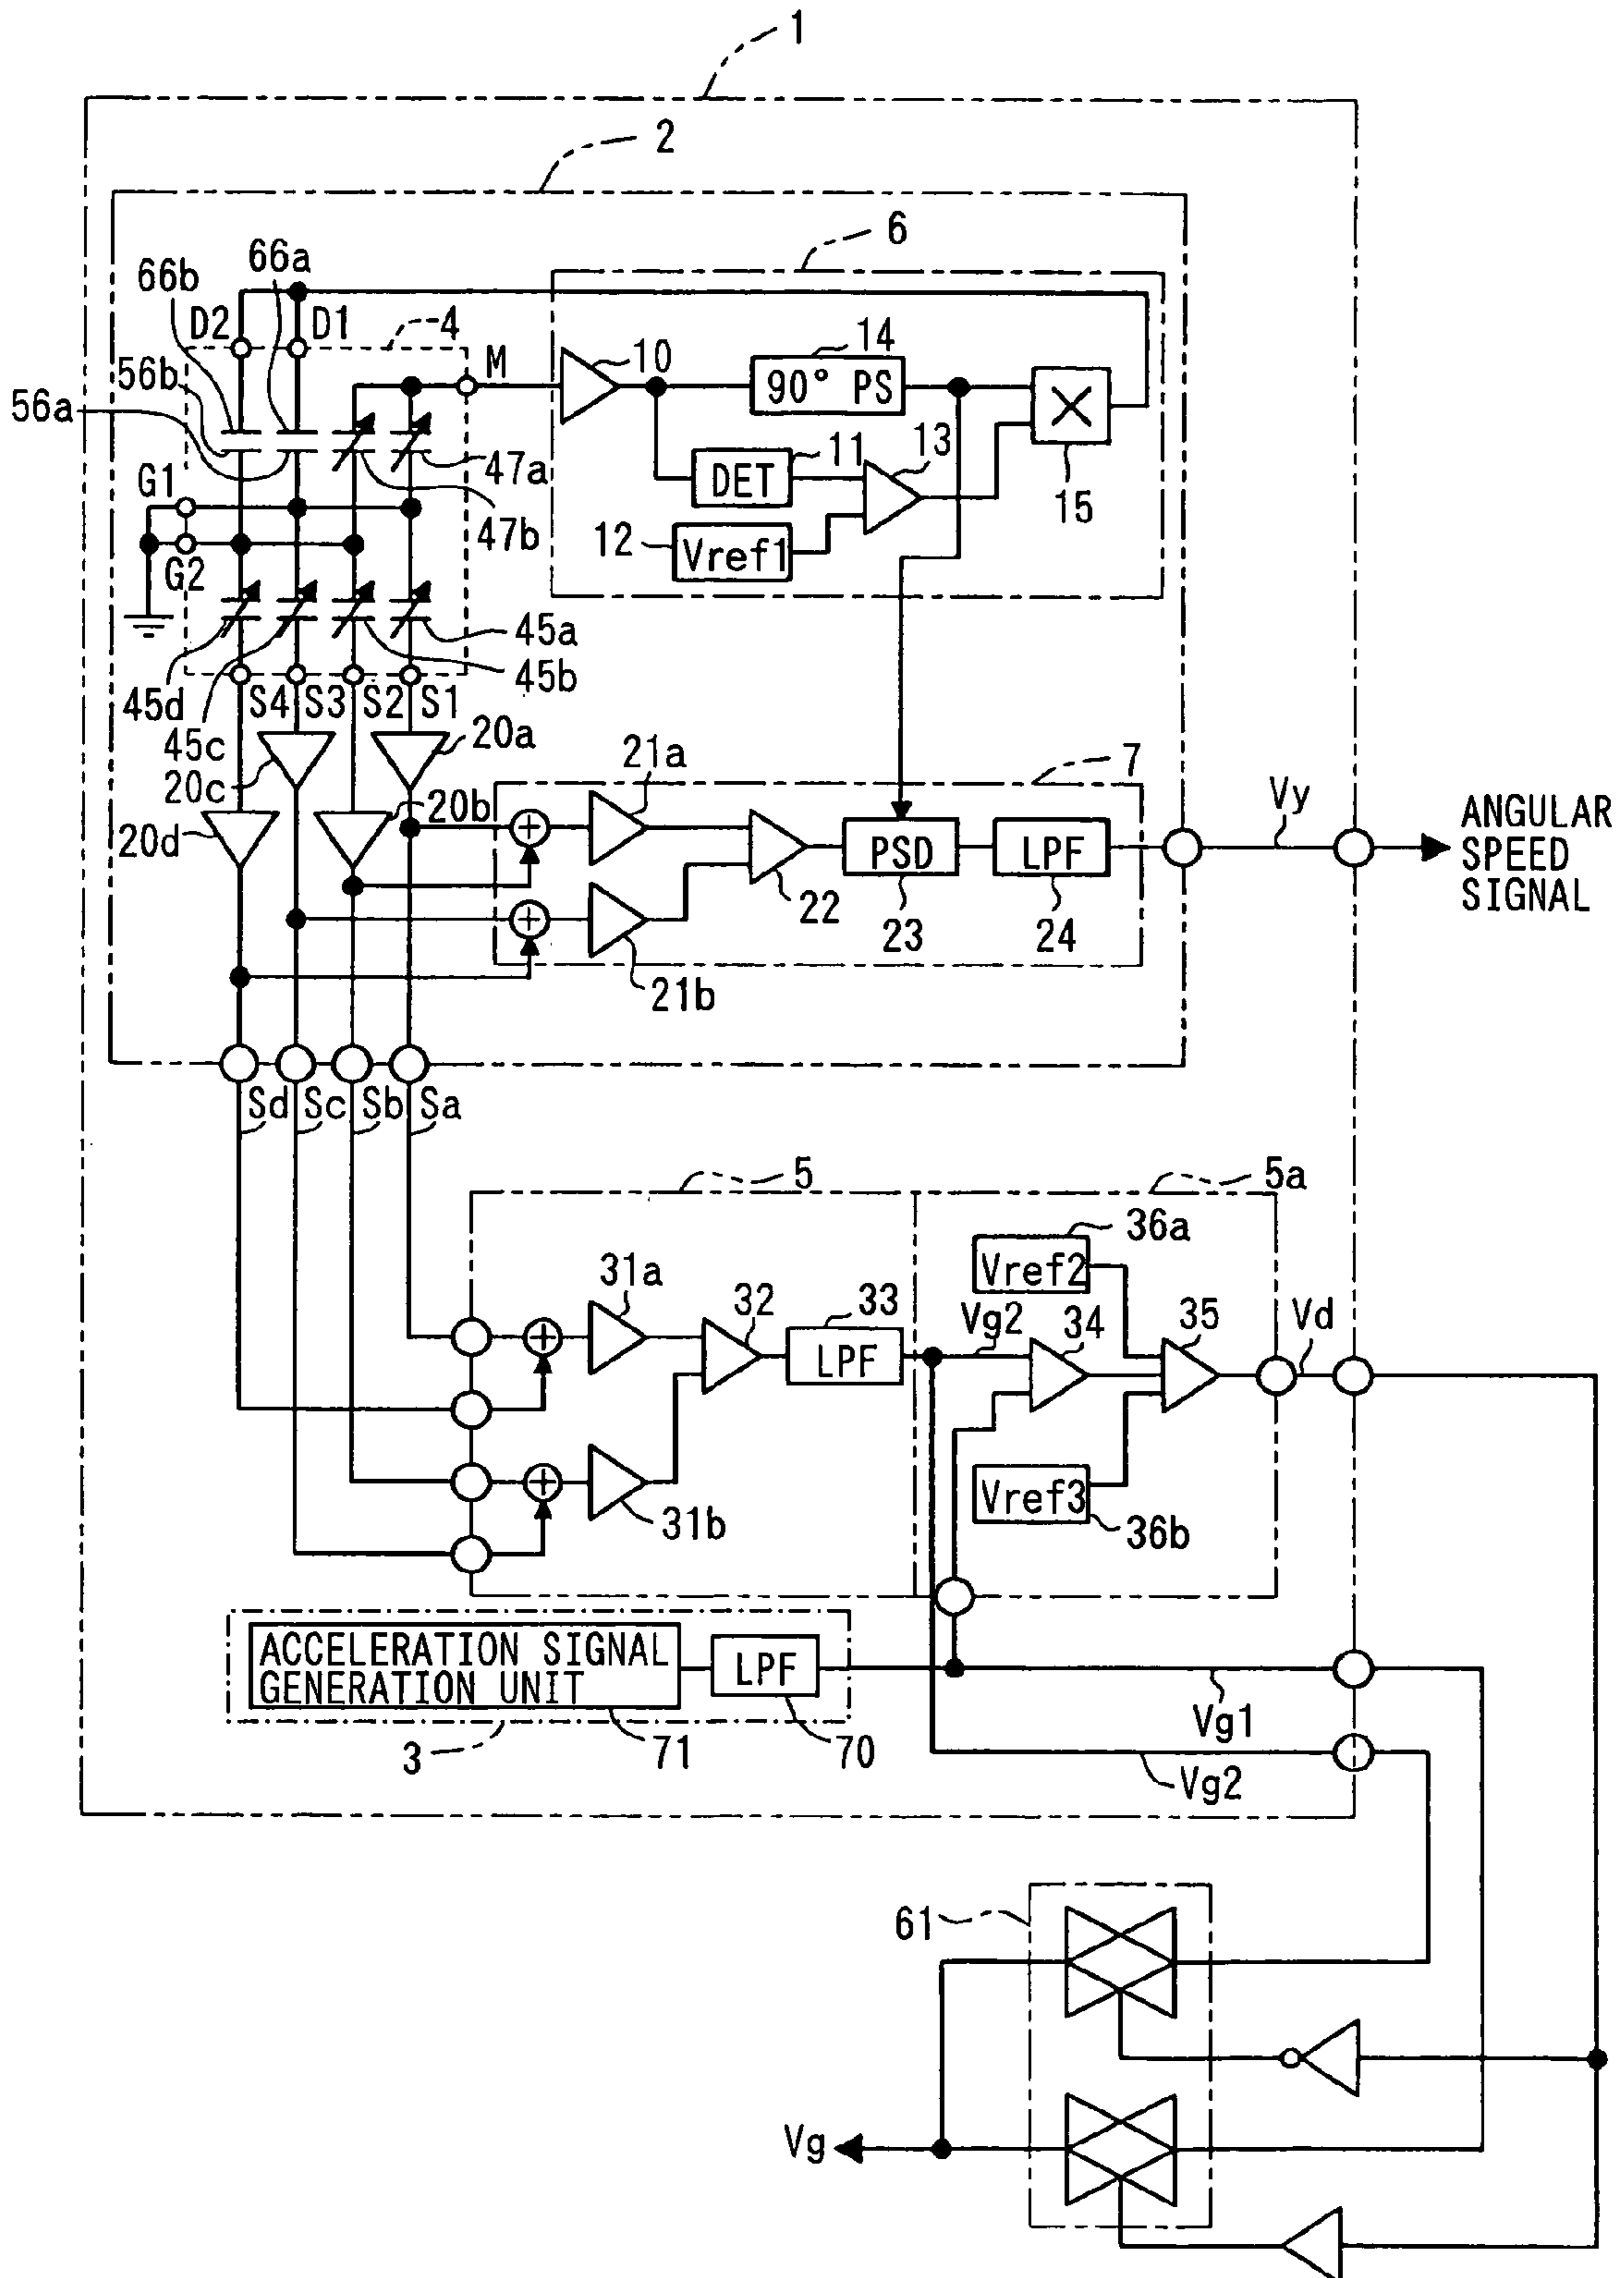 1
2
6
66a
66b
D2
D1
4
M
10
14
90° PS
56b
56a
47a
11
13
DET
15
G1
47b
12
Vref1
G2
45a
45b
45d
S4
S3
S2
S1
45c
20a
21a
7
20c
20b
20d
Vy
ANGULAR
SPEED
SIGNAL
PSD
LPF
22
23
24
21b
Sd
Sc
Sb
Sa
5
5a
36a
Vref2
31a
32
33
Vg2
34
35
Vd
LPF
Vref3
31b
36b
ACCELERATION SIGNAL
GENERATION UNIT
LPF
Vg1
3
71
70
Vg2
61
Vg